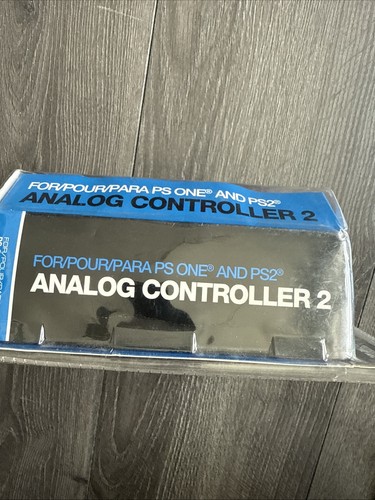 FOR/POUR/PARA PS ONE® AND PS2®
ANALOG CONTROLLER 2
FOR/POUR/PARA PS ONE® AND PS2®
ANALOG CONTROLLER 2